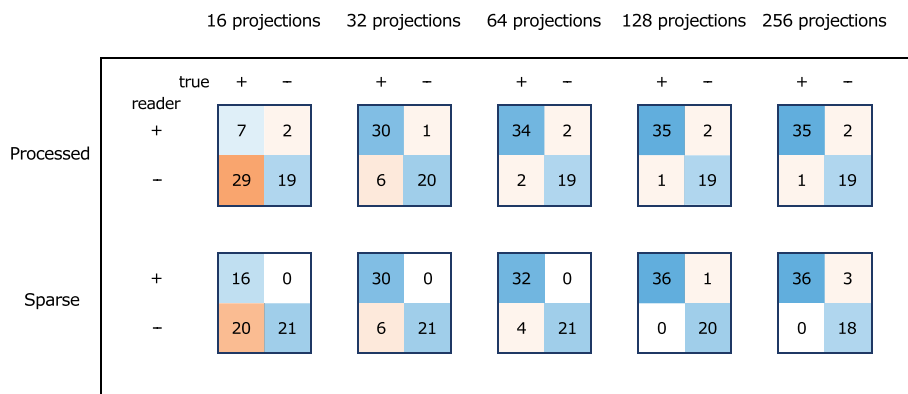 16 projections 32 projections 64 projections 128 projections 256 projections
true + − + − + − + − + −
reader
+ 7 2 30 1 34 2 35 2 35 2
Processed
− 29 19 6 20 2 19 1 19 1 19
+ 16 0 30 0 32 0 36 1 36 3
Sparse
− 20 21 6 21 4 21 0 20 0 18